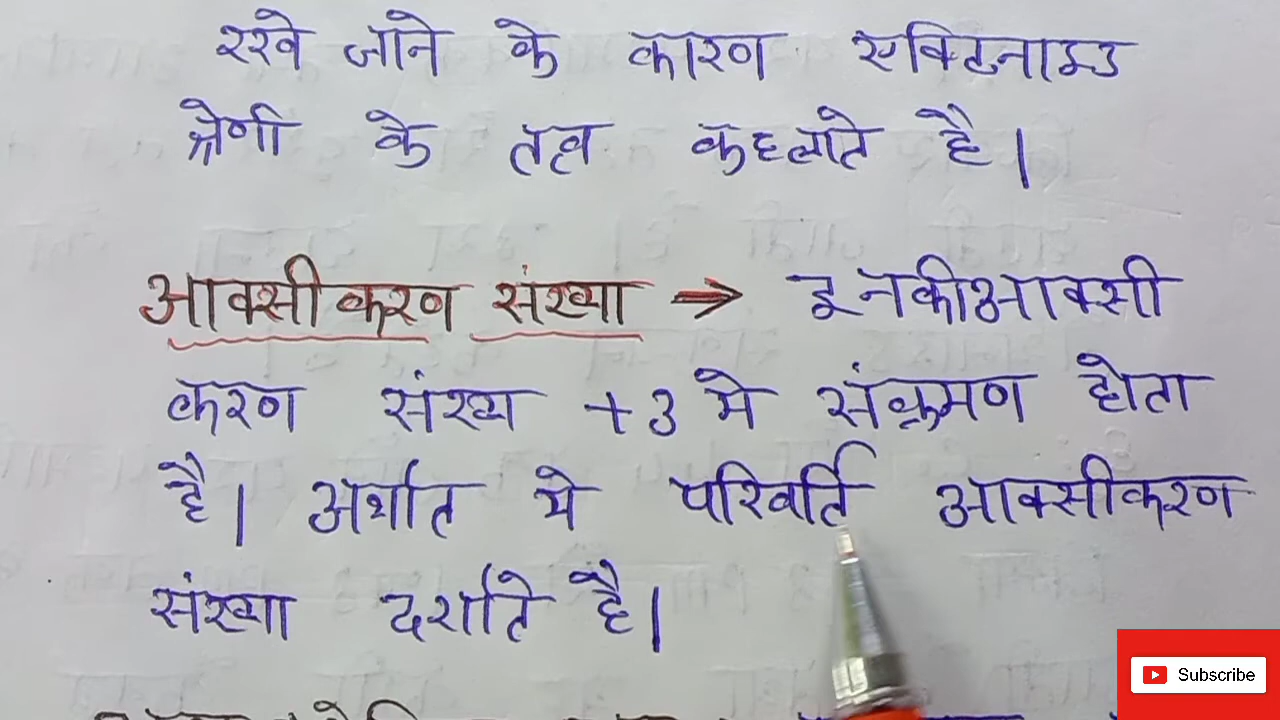 रखे जाने के कारण एक्टिनाइड
श्रेणी के तत्व कहलाते है।
आक्सीकरण संख्या → इनकीआक्सी
करण संख्य +3 मे संक्रमण होता
है। अर्थात ये परिवर्ति आक्सीकरण
संख्या दर्शाते है।
Subscribe